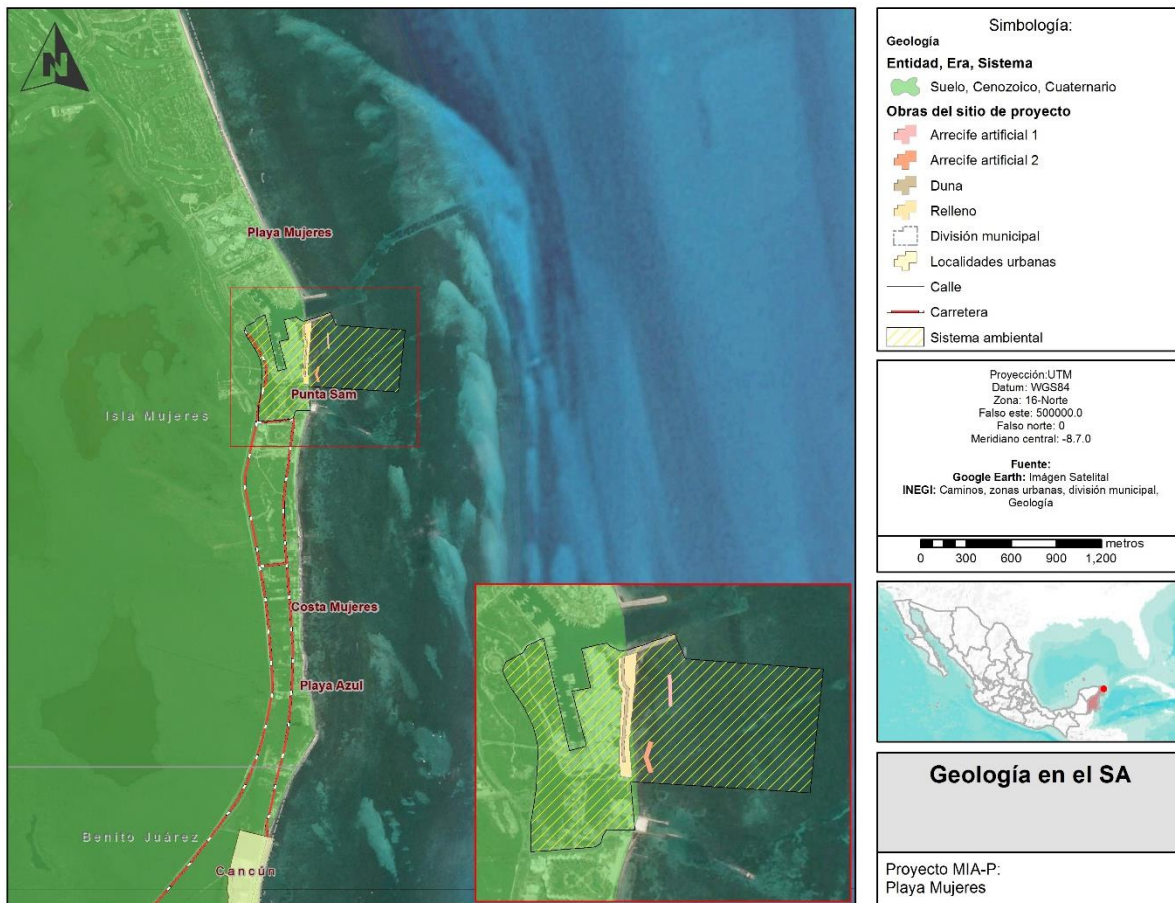 N
Playa Mujeres
Punta Sam
Isla Mujeres
Costa Mujeres
Playa Azul
Benito Juárez
Cancún
Simbología:
Geología
Entidad, Era, Sistema
Suelo, Cenozoico, Cuaternario
Obras del sitio de proyecto
Arrecife artificial 1
Arrecife artificial 2
Duna
Relleno
División municipal
Localidades urbanas
Calle
Carretera
Sistema ambiental
Proyección:UTM
Datum: WGS84
Zona: 16-Norte
Falso este: 500000.0
Falso norte: 0
Meridiano central: -8.7.0
Fuente:
Google Earth: Imágen Satelital
INEGI: Caminos, zonas urbanas, división municipal,
Geología
metros
0 300 600 900 1,200
Geología en el SA
Proyecto MIA-P:
Playa Mujeres